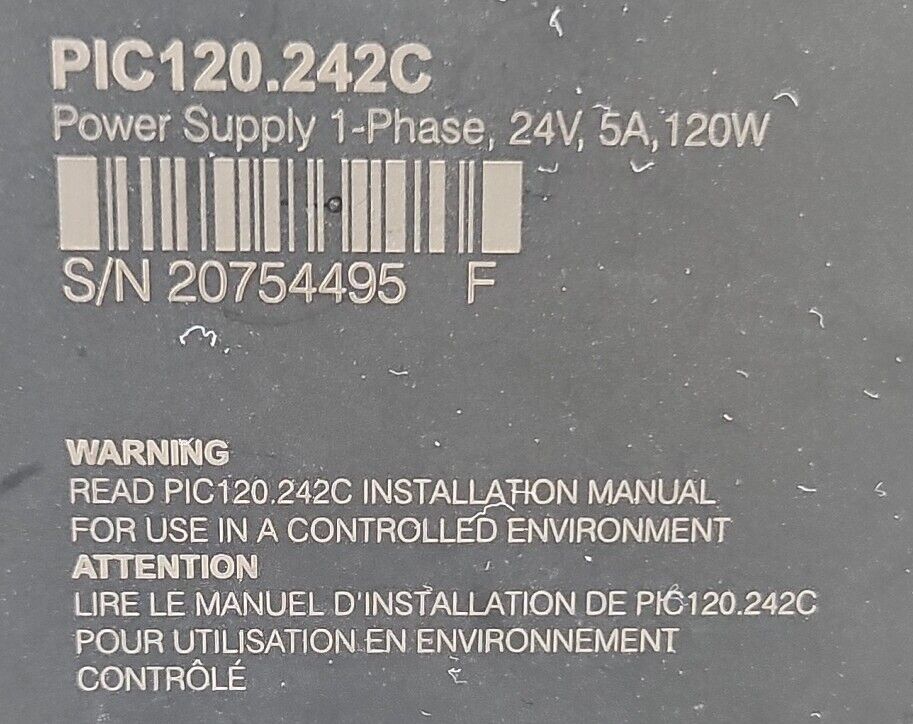 PIC120.242C
Power Supply 1-Phase, 24V, 5A, 120W
S/N 20754495 F
WARNING
READ PIC120.242C INSTALLATION MANUAL
FOR USE IN A CONTROLLED ENVIRONMENT
ATTENTION
LIRE LE MANUEL D'INSTALLATION DE PIC120.242C
POUR UTILISATION EN ENVIRONNEMENT
CONTRÔLÉ